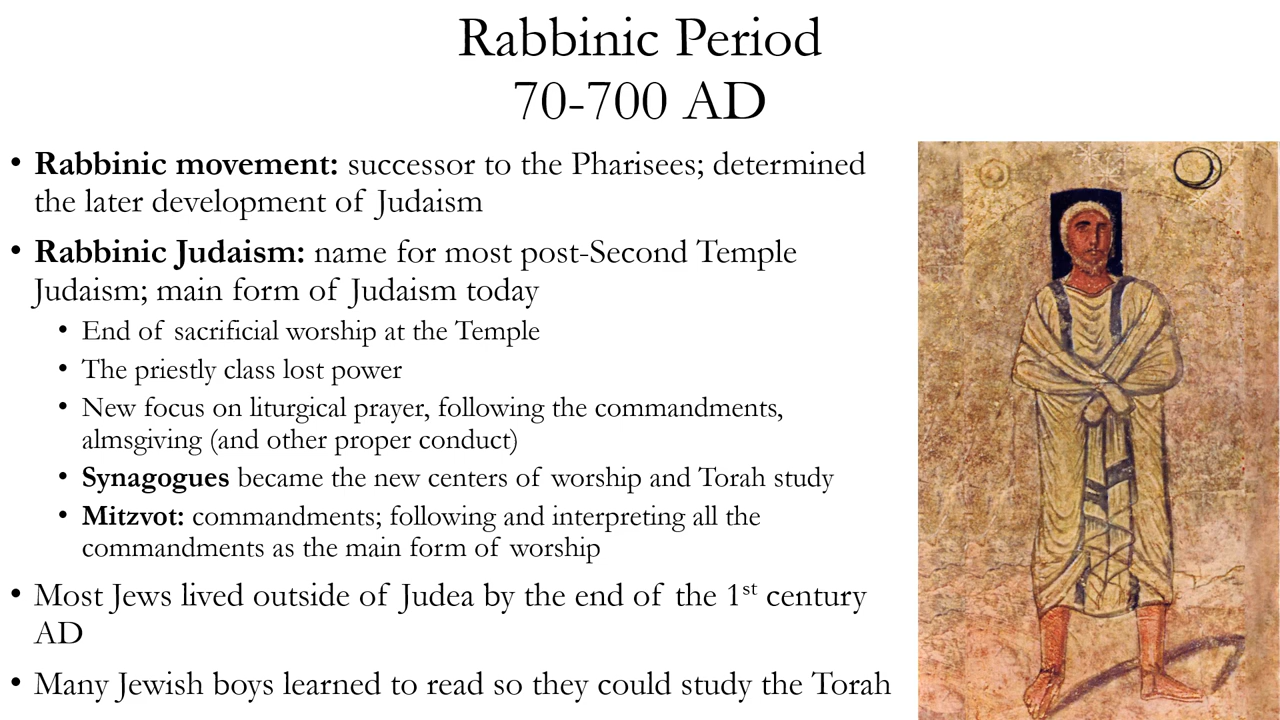 Rabbinic Period
70-700 AD
• Rabbinic movement: successor to the Pharisees; determined
the later development of Judaism
• Rabbinic Judaism: name for most post-Second Temple
Judaism; main form of Judaism today
• End of sacrificial worship at the Temple
• The priestly class lost power
• New focus on liturgical prayer, following the commandments,
almsgiving (and other proper conduct)
• Synagogues became the new centers of worship and Torah study
• Mitzvot: commandments; following and interpreting all the
commandments as the main form of worship
• Most Jews lived outside of Judea by the end of the 1st century
AD
• Many Jewish boys learned to read so they could study the Torah